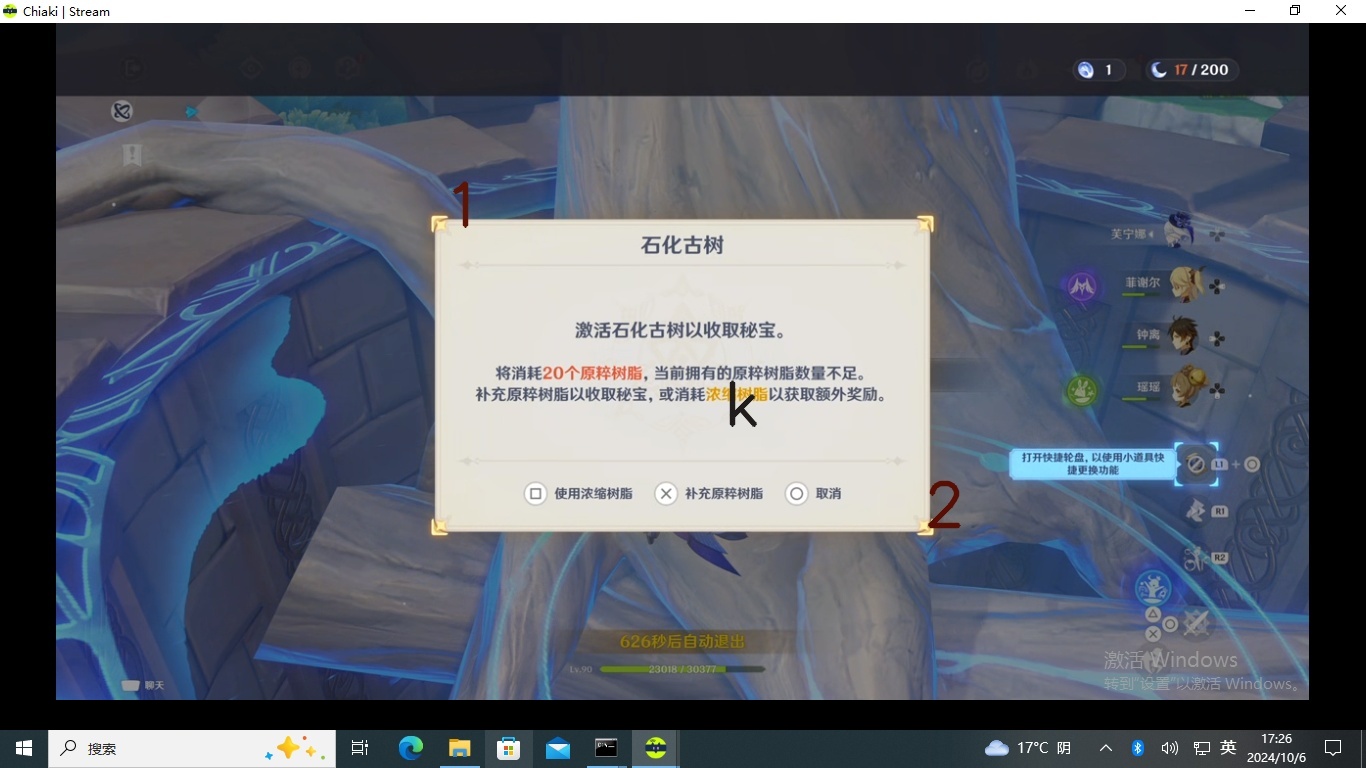 Chiaki | Stream
1
17 / 200
1
石化古树
芙宁娜
菲谢尔
激活石化古树以收取秘宝。
钟离
将消耗20个原粹树脂，当前拥有的原粹树脂数量不足。
补充原粹树脂以收取秘宝，或消耗浓缩树脂以获取额外奖励。
k
瑶瑶
打开快捷轮盘，以使用小道具快
捷更换功能
L1 +
使用浓缩树脂 补充原粹树脂 取消
2
R1
R2
626秒后自动退出
Lv.90 23018 / 30377
激活 Windows
转到"设置"以激活 Windows。
聊天
搜索
17°C 阴
英
17:26
2024/10/6